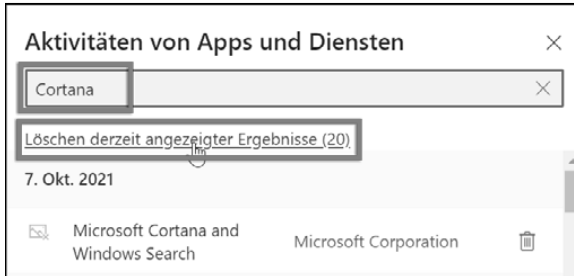 Aktivitäten von Apps und Diensten
Cortana
Löschen derzeit angezeigter Ergebnisse (20)
7. Okt. 2021
Microsoft Cortana and
Windows Search
Microsoft Corporation